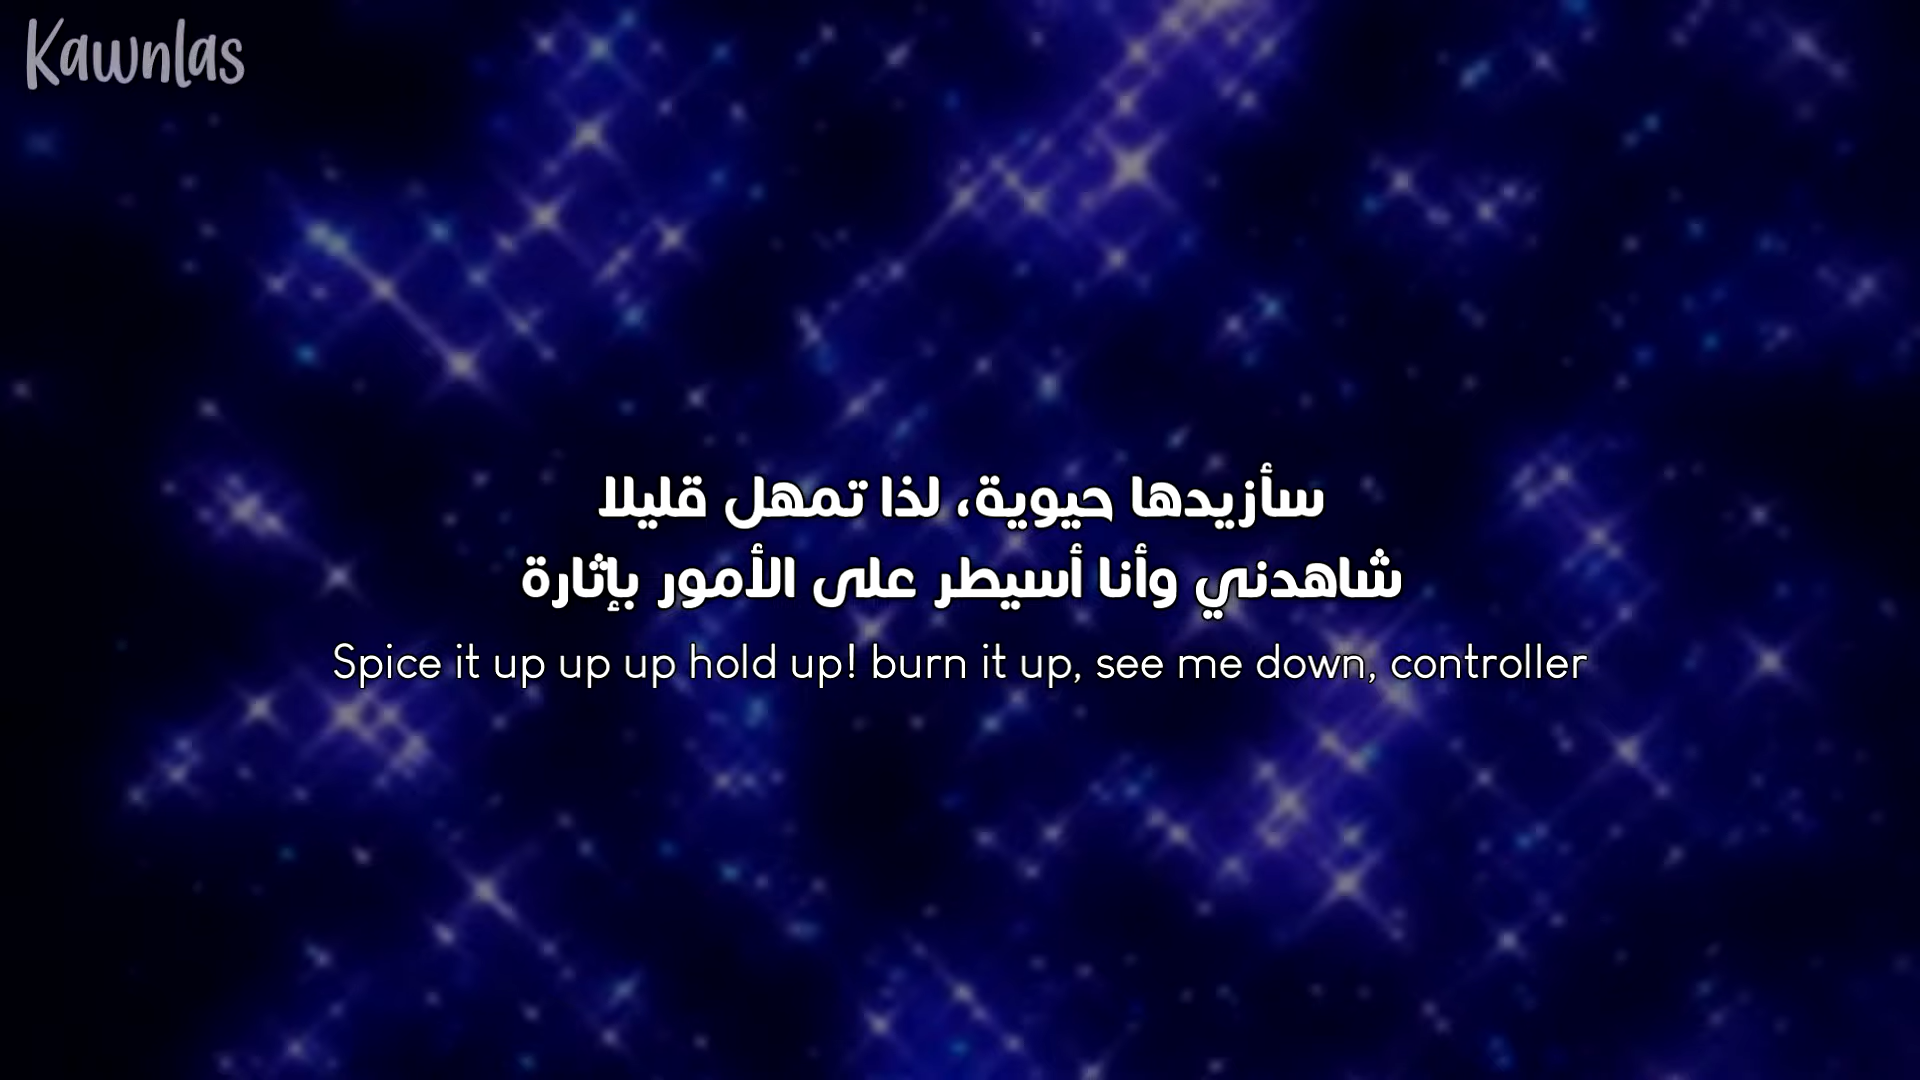 Kawnlas
سأزيدها حيوية، لذا تمهل قليلا
شاهدني وأنا أسيطر على الأمور بإثارة
Spice it up up up hold up! burn it up, see me down, controller